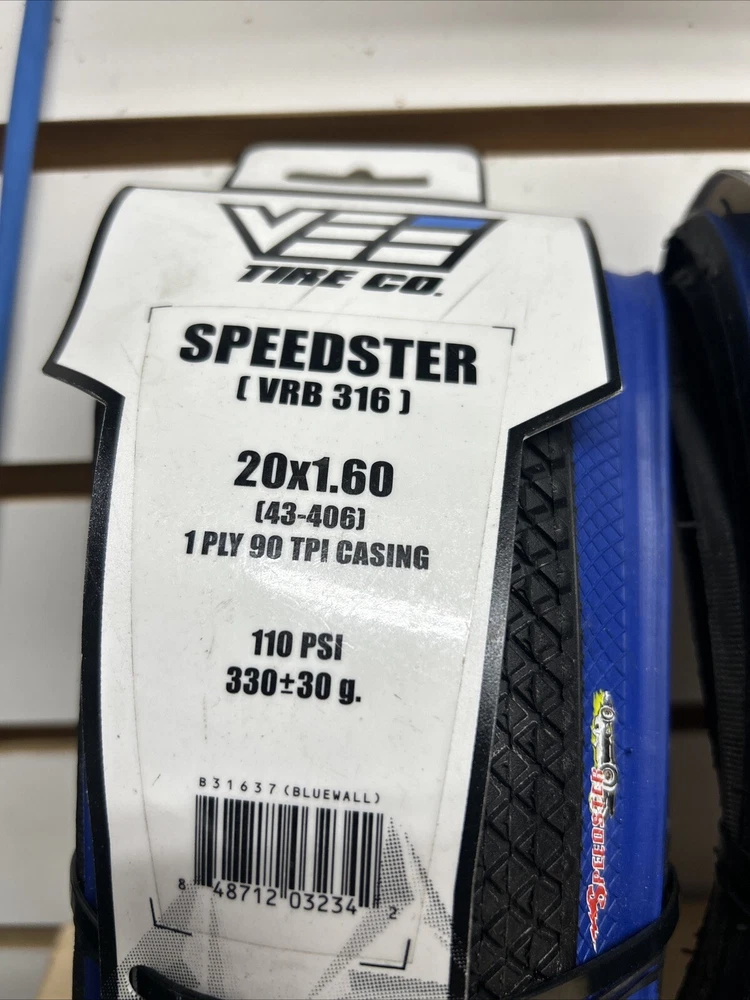 VEE
TIRE CO.
SPEEDSTER
( VRB 316 )
20x1.60
(43-406)
1 PLY 90 TPI CASING
110 PSI
330±30 g.
B31637(BLUEWALL)
8 48712 03234 2
SPEEDSTER